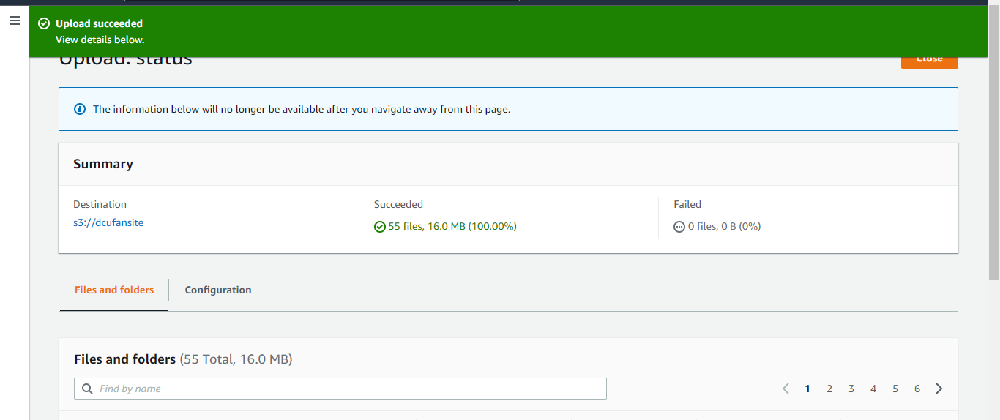 Upload succeeded
View details below.
Upload: status
Close
The information below will no longer be available after you navigate away from this page.
Summary
Destination
s3://dcufansite
Succeeded
55 files, 16.0 MB (100.00%)
Failed
0 files, 0 B (0%)
Files and folders
Configuration
Files and folders (55 Total, 16.0 MB)
Find by name
1 2 3 4 5 6